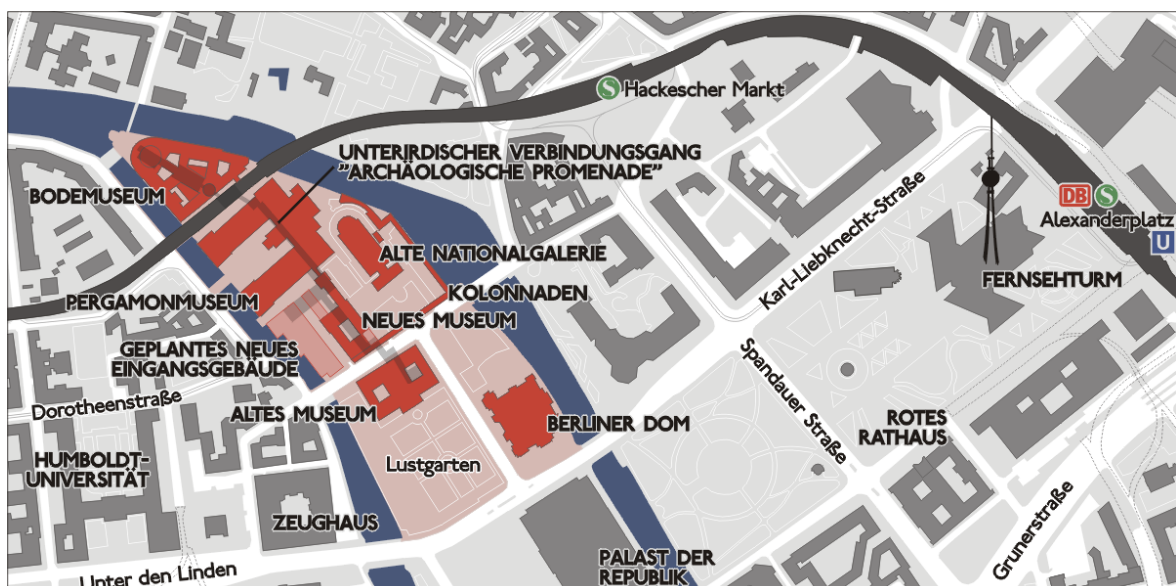 Hackescher Markt
UNTERIRDISCHER VERBINDUNGSGANG
"ARCHÄOLOGISCHE PROMENADE"
BODEMUSEUM
DB
S
S
Alexanderplatz
U
ALTE NATIONALGALERIE
FERNSEHTURM
Karl-Liebknecht-Straße
KOLONNADEN
PERGAMONMUSEUM
NEUES MUSEUM
GEPLANTES NEUES
EINGANGSGEBÄUDE
Spandauer Straße
Dorotheenstraße
ALTES MUSEUM
BERLINER DOM
ROTES
RATHAUS
HUMBOLDT-
UNIVERSITÄT
Lustgarten
Grunerstraße
ZEUGHAUS
PALAST DER
REPUBLIK
Unter den Linden